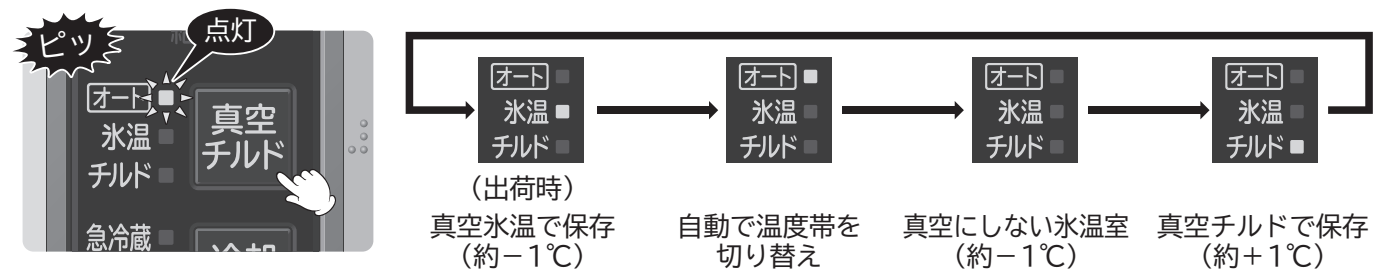 ピッ
点灯
オート
氷温
チルド
真空
チルド
急冷蔵
オート
氷温
チルド
(出荷時)
真空氷温で保存
(約-1℃)
オート
氷温
チルド
自動で温度帯を
切り替え
オート
氷温
チルド
真空にしない氷温室
(約-1℃)
オート
氷温
チルド
真空チルドで保存
(約+1℃)